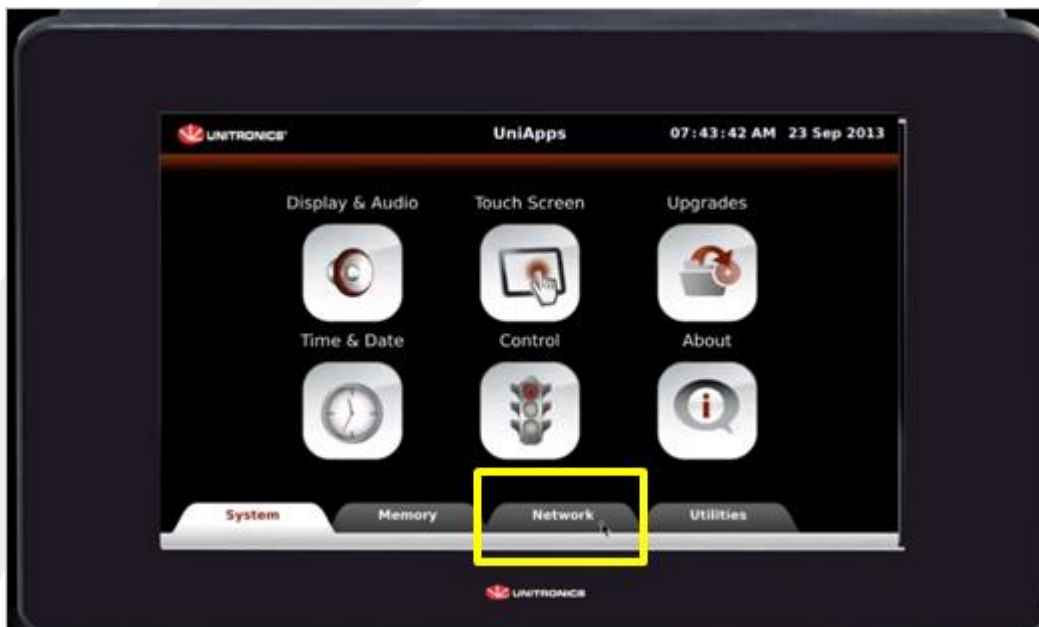 UNITRONICS UniApps 07:43:42 AM 23 Sep 2013
Display & Audio Touch Screen Upgrades
Time & Date Control About
System Memory Network Utilities
UNITRONICS